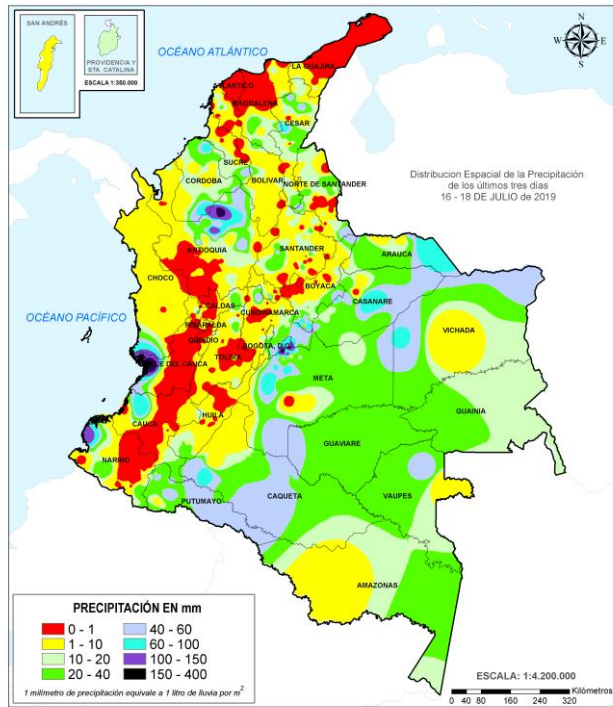 SAN ANDRÉS
PROVIDENCIA Y
STA. CATALINA
ESCALA 1:350.000
OCÉANO ATLÁNTICO
N
W
E
S
LA GUAJIRA
ATLANTICO
MAGDALENA
CESAR
SUCRE
CORDOBA
BOLIVAR
NORTE DE SANTANDER
Distribucion Espacial de la Precipitación
de los últimos tres días
16 - 18 DE JULIO de 2019
ANTIOQUIA
SANTANDER
ARAUCA
CHOCO
BOYACA
CASANARE
OCÉANO PACÍFICO
CALDAS
CUNDINAMARCA
VICHADA
RISARALDA
QUINDIO
BOGOTA, D.C.
TOLIMA
E DEL CAUCA
META
GUAINIA
CAUCA
HUILA
GUAVIARE
NARIÑO
PUTUMAYO
CAQUETA
VAUPES
AMAZONAS
PRECIPITACIÓN EN mm
0 - 1
40 - 60
1 - 10
60 - 100
10 - 20
100 - 150
20 - 40
150 - 400
1 milimetro de precipitación equivale a 1 litro de lluvia por m2
ESCALA: 1:4.200.000
Kilómetros
0 40 80 160 240 320